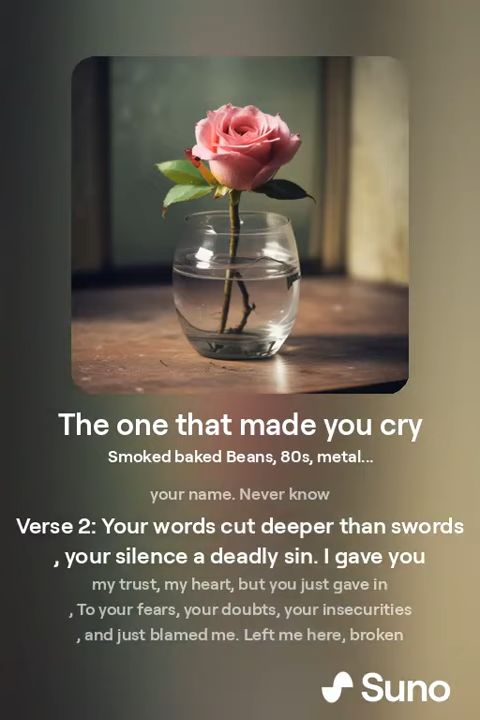 The one that made you cry
Smoked baked Beans, 80s, metal...
your name. Never know
Verse 2: Your words cut deeper than swords
, your silence a deadly sin. I gave you
my trust, my heart, but you just gave in
, To your fears, your doubts, your insecurities
, and just blamed me. Left me here, broken
Suno